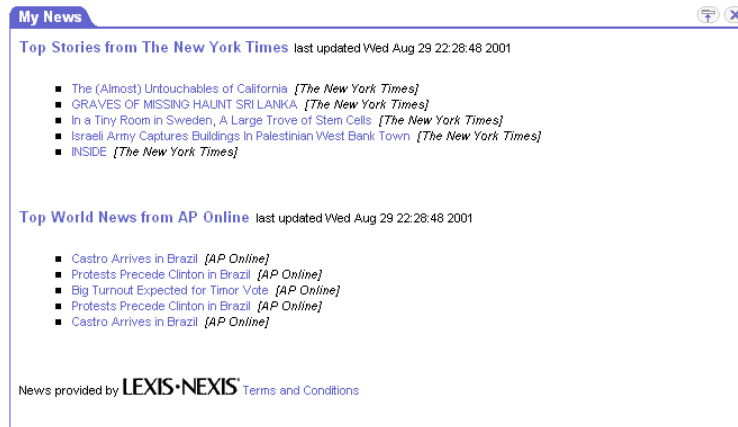 My News
Top Stories from The New York Times last updated Wed Aug 29 22:28:48 2001
The (Almost) Untouchables of California [The New York Times]
GRAVES OF MISSING HAUNT SRI LANKA [The New York Times]
In a Tiny Room in Sweden, A Large Trove of Stem Cells [The New York Times]
Israeli Army Captures Buildings In Palestinian West Bank Town [The New York Times]
INSIDE [The New York Times]
Top World News from AP Online last updated Wed Aug 29 22:28:48 2001
Castro Arrives in Brazil [AP Online]
Protests Precede Clinton in Brazil [AP Online]
Big Turnout Expected for Timor Vote [AP Online]
Protests Precede Clinton in Brazil [AP Online]
Castro Arrives in Brazil [AP Online]
News provided by LEXIS·NEXIS Terms and Conditions